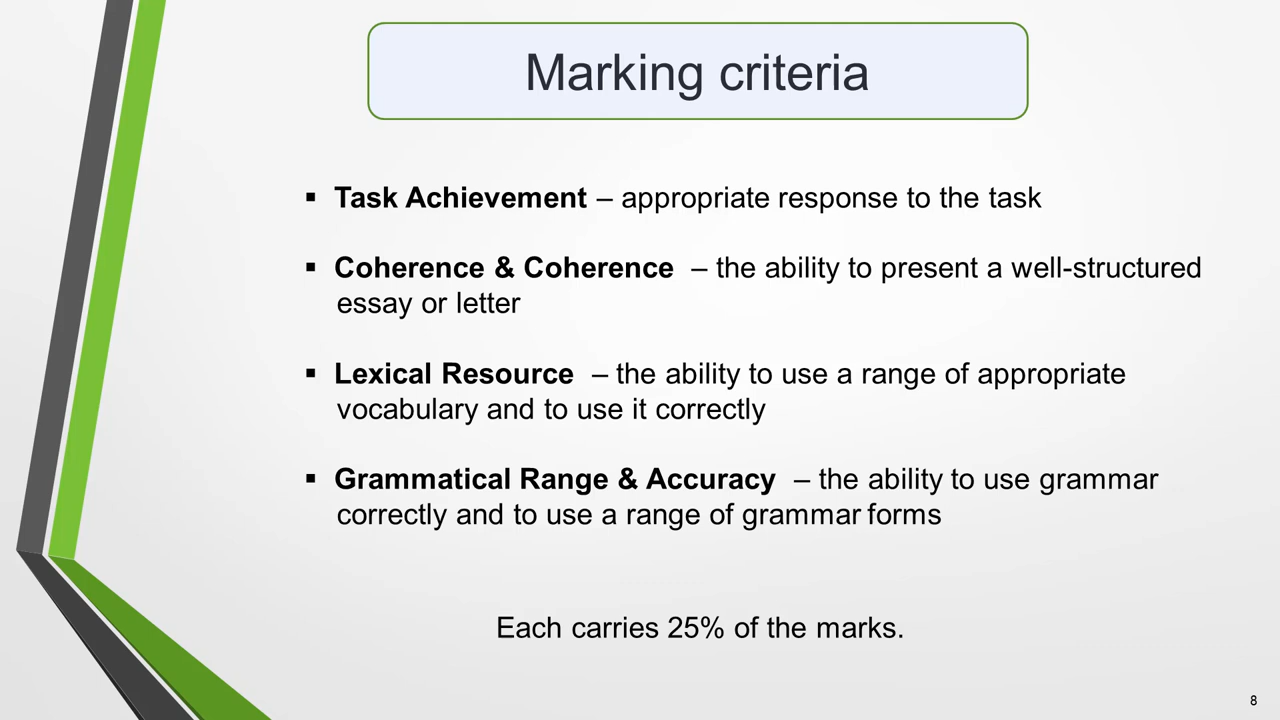 Marking criteria
▪ Task Achievement – appropriate response to the task
▪ Coherence & Coherence – the ability to present a well-structured
essay or letter
▪ Lexical Resource – the ability to use a range of appropriate
vocabulary and to use it correctly
▪ Grammatical Range & Accuracy – the ability to use grammar
correctly and to use a range of grammar forms
Each carries 25% of the marks.
8